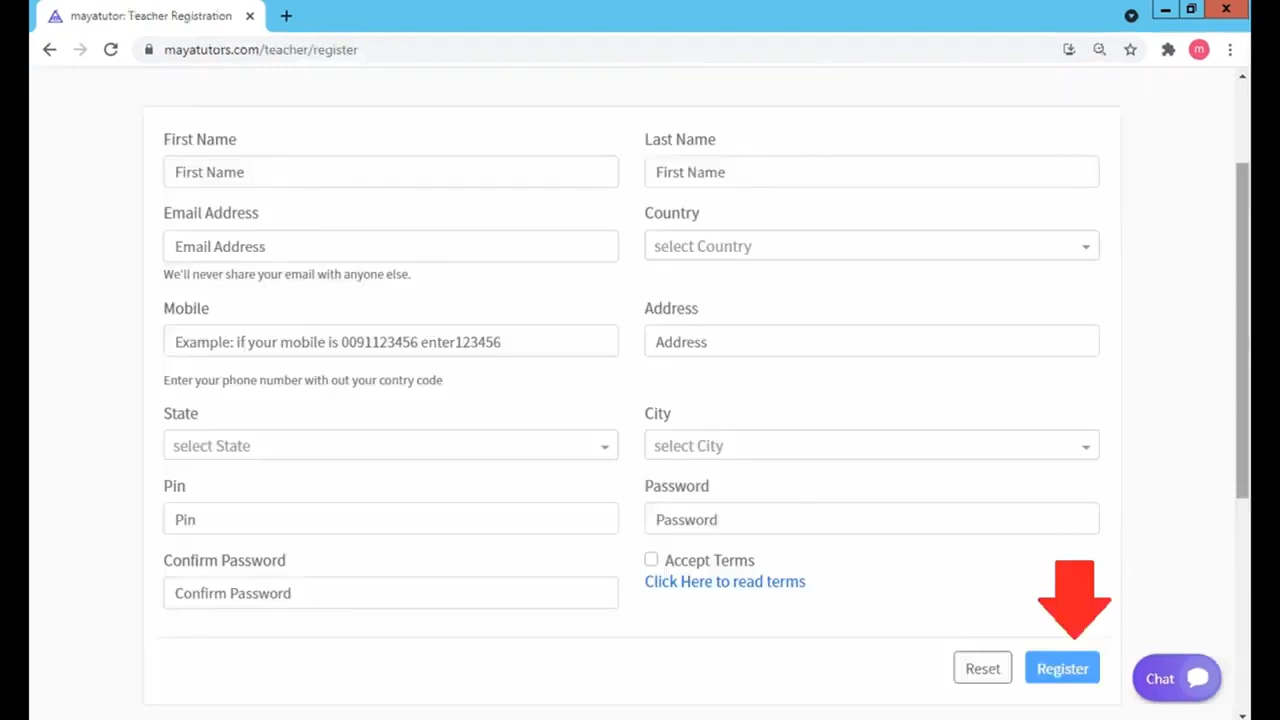 mayatutor: Teacher Registration
mayatutors.com/teacher/register
m
First Name
Last Name
First Name
First Name
Email Address
Country
Email Address
select Country
We'll never share your email with anyone else.
Mobile
Address
Example: if your mobile is 0091123456 enter123456
Address
Enter your phone number with out your contry code
State
City
select State
select City
Pin
Password
Pin
Password
Confirm Password
Accept Terms
Click Here to read terms
Confirm Password
Reset
Register
Chat